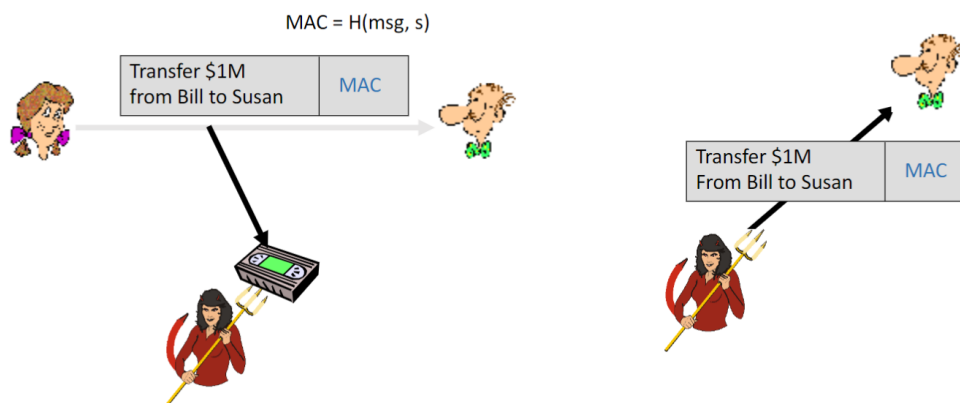 MAC = H(msg, s)
Transfer $1M
from Bill to Susan
MAC
Transfer $1M
From Bill to Susan
MAC